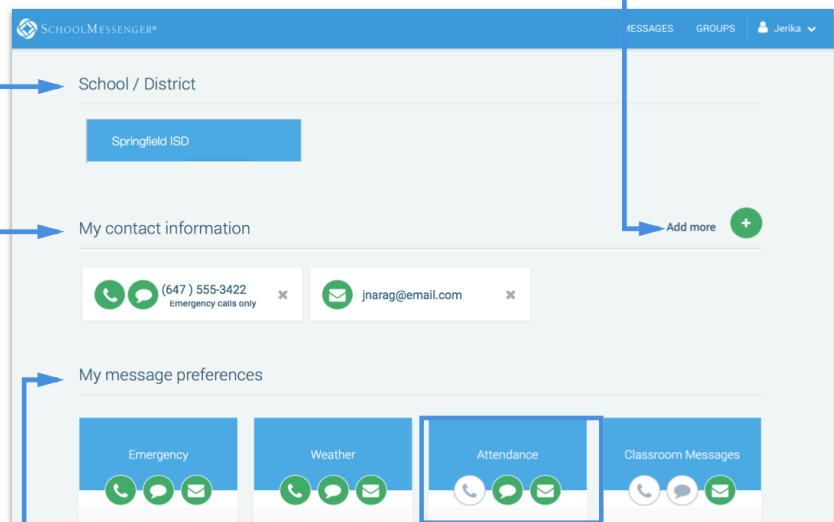 SCHOOLMESSENGER®
MESSAGES GROUPS Jerika
School / District
Springfield ISD
My contact information
Add more
(647 ) 555-3422
Emergency calls only
jnarag@email.com
My message preferences
Emergency Weather Attendance Classroom Messages